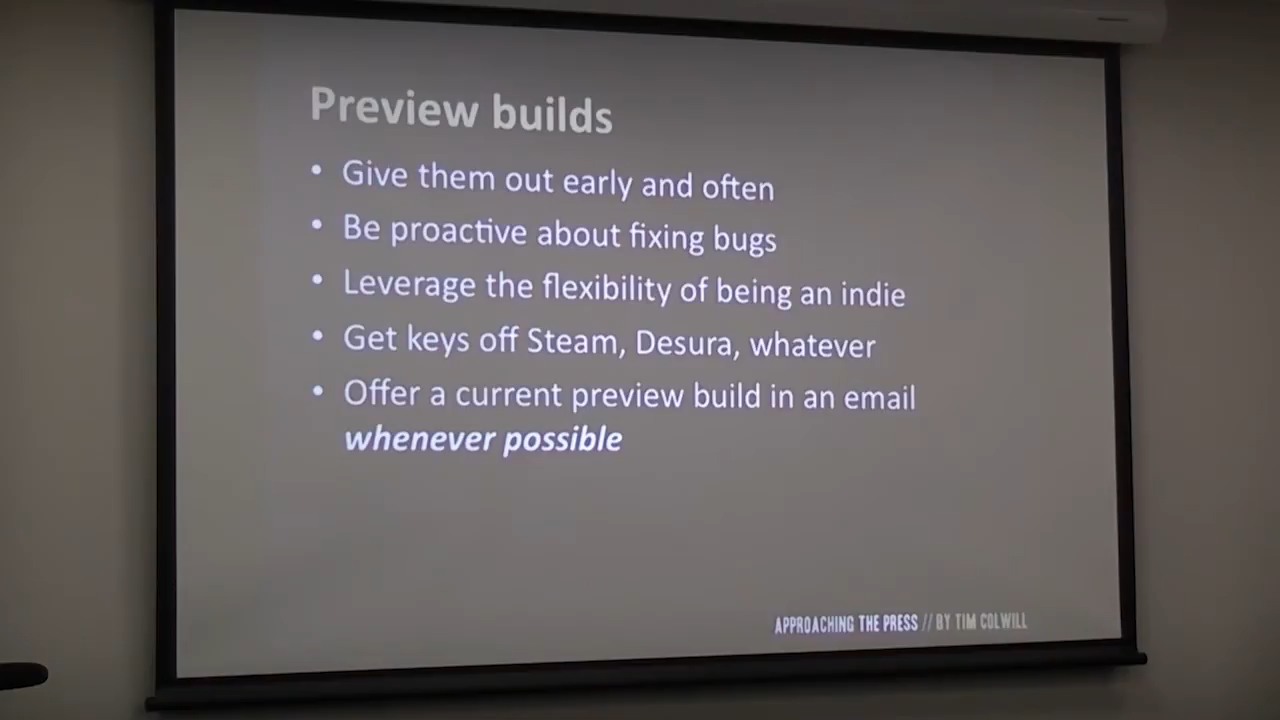 Preview builds
• Give them out early and often
• Be proactive about fixing bugs
• Leverage the flexibility of being an indie
• Get keys off Steam, Desura, whatever
• Offer a current preview build in an email
whenever possible
APPROACHING THE PRESS // BY TIM COLWILL